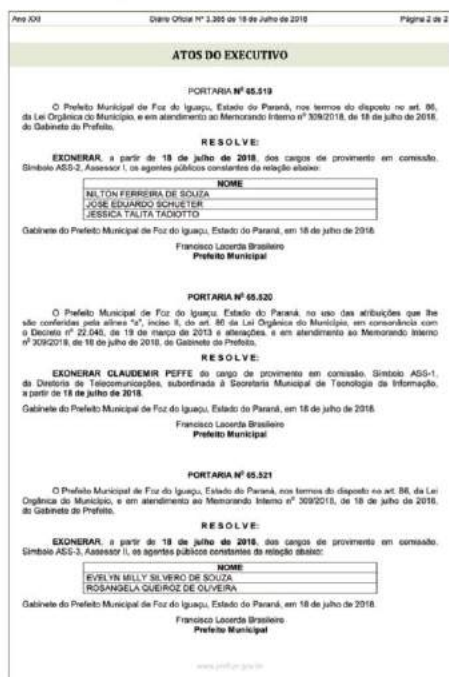 Ano XXI Diário Oficial Nº 3.385 de 18 de Julho de 2018 Página 2 de 2
ATOS DO EXECUTIVO
PORTARIA Nº 65.519
O Prefeito Municipal de Foz do Iguaçu, Estado do Paraná, nos termos do disposto no art. 86,
da Lei Orgânica do Município, e em atendimento ao Memorando Interno nº 309/2018, de 18 de julho de 2018,
do Gabinete do Prefeito,
RESOLVE:
EXONERAR, a partir de 18 de julho de 2018, dos cargos de provimento em comissão,
Símbolo ASS-2, Assessor I, os agentes públicos constantes da relação abaixo:
NOME
NILTON FERREIRA DE SOUZA
JOSE EDUARDO SCHUETER
JESSICA TALITA TADIOTTO
Gabinete do Prefeito Municipal de Foz do Iguaçu, Estado do Paraná, em 18 de julho de 2018.
Francisco Lacerda Brasileiro
Prefeito Municipal
PORTARIA Nº 65.520
O Prefeito Municipal de Foz do Iguaçu, Estado do Paraná, no uso das atribuições que lhe
são conferidas pela alínea "a", inciso II, do art. 86 da Lei Orgânica do Município, em consonância com
o Decreto nº 22.046, de 19 de março de 2013 e alterações, e em atendimento ao Memorando Interno
nº 309/2018, de 18 de julho de 2018, do Gabinete do Prefeito,
RESOLVE:
EXONERAR CLAUDEMIR PEFFE do cargo de provimento em comissão, Símbolo ASS-1,
da Diretoria de Telecomunicações, subordinada à Secretaria Municipal de Tecnologia da Informação,
a partir de 18 de julho de 2018.
Gabinete do Prefeito Municipal de Foz do Iguaçu, Estado do Paraná, em 18 de julho de 2018.
Francisco Lacerda Brasileiro
Prefeito Municipal
PORTARIA Nº 65.521
O Prefeito Municipal de Foz do Iguaçu, Estado do Paraná, nos termos do disposto no art. 86, da Lei
Orgânica do Município, e em atendimento ao Memorando Interno nº 309/2018, de 18 de julho de 2018,
do Gabinete do Prefeito,
RESOLVE:
EXONERAR, a partir de 18 de julho de 2018, dos cargos de provimento em comissão,
Símbolo ASS-3, Assessor II, os agentes públicos constantes da relação abaixo:
NOME
EVELYN MILLY SILVERO DE SOUZA
ROSANGELA QUEIROZ DE OLIVEIRA
Gabinete do Prefeito Municipal de Foz do Iguaçu, Estado do Paraná, em 18 de julho de 2018.
Francisco Lacerda Brasileiro
Prefeito Municipal